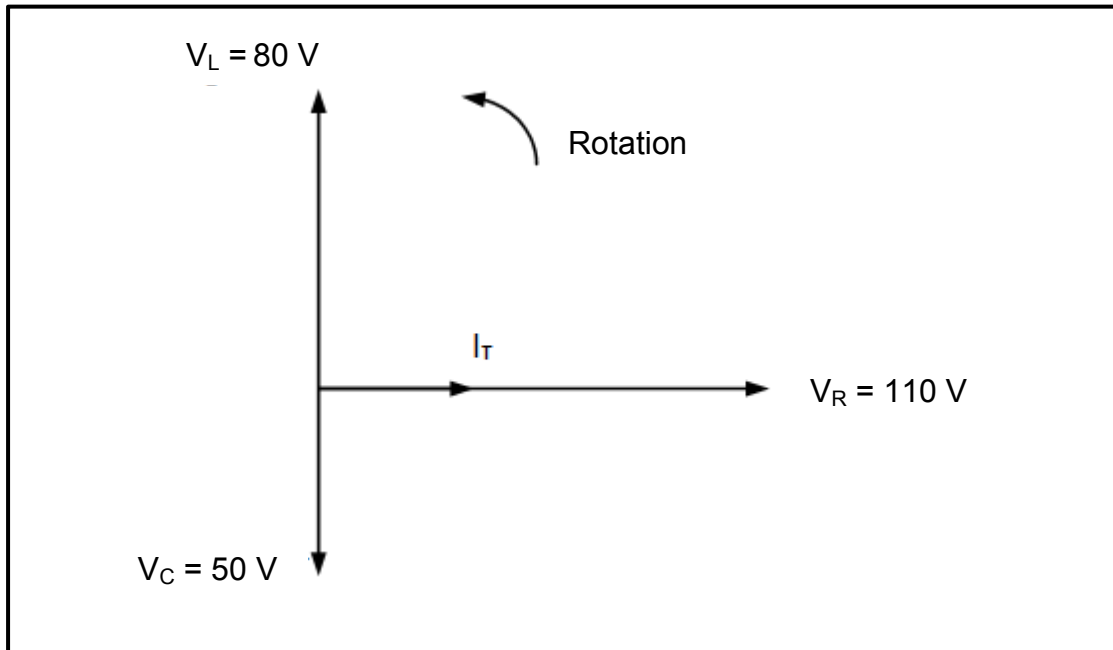 V_L = 80 V
Rotation
I_T
V_R = 110 V
V_C = 50 V